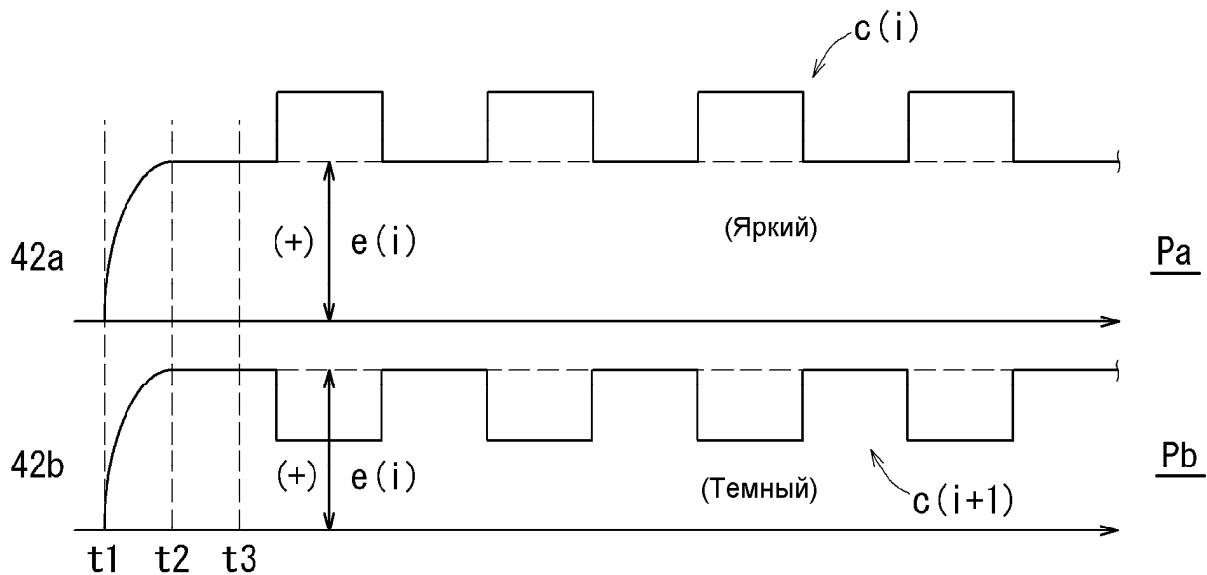 c(i)
42a
(+) e(i)
(Яркий)
Pa
42b
(+) e(i)
(Темный)
c(i+1)
Pb
t1 t2 t3